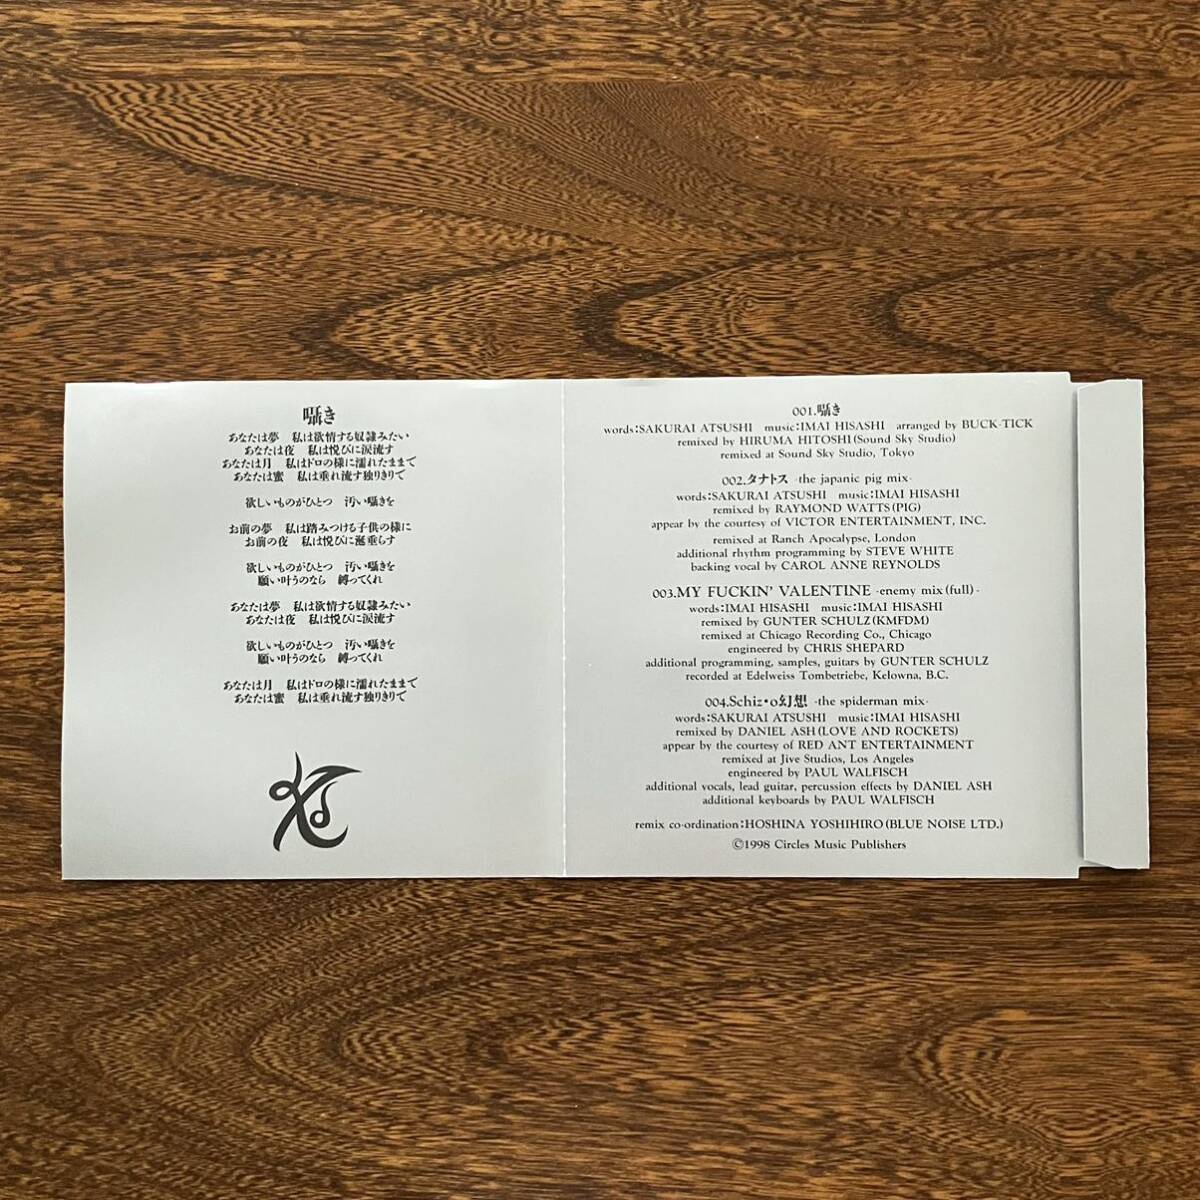 囁き
あなたは夢　私は欲情する奴隷みたい
あなたは夜　私は悦びに涙流す
あなたは月　私はドロの様に濡れたままで
あなたは蜜　私は垂れ流す独りきりで
欲しいものがひとつ　汚い囁きを
お前の夢　私は踏みつける子供の様に
お前の夜　私は悦びに涎垂らす
欲しいものがひとつ　汚い囁きを
願い叶うのなら　縛ってくれ
あなたは夢　私は欲情する奴隷みたい
あなたは夜　私は悦びに涙流す
欲しいものがひとつ　汚い囁きを
願い叶うのなら　縛ってくれ
あなたは月　私はドロの様に濡れたままで
あなたは蜜　私は垂れ流す独りきりで
001.囁き
words:SAKURAI ATSUSHI　music:IMAI HISASHI　arranged by BUCK-TICK
remixed by HIRUMA HITOSHI(Sound Sky Studio)
remixed at Sound Sky Studio, Tokyo
002.タナトス -the japanic pig mix-
words:SAKURAI ATSUSHI　music:IMAI HISASHI
remixed by RAYMOND WATTS(PIG)
appear by the courtesy of VICTOR ENTERTAINMENT, INC.
remixed at Ranch Apocalypse, London
additional rhythm programming by STEVE WHITE
backing vocal by CAROL ANNE REYNOLDS
003.MY FUCKIN' VALENTINE -enemy mix(full)-
words:IMAI HISASHI　music:IMAI HISASHI
remixed by GUNTER SCHULZ(KMFDM)
remixed at Chicago Recording Co., Chicago
engineered by CHRIS SHEPARD
additional programming, samples, guitars by GUNTER SCHULZ
recorded at Edelweiss Tombetriebe, Kelowna, B.C.
004.Schiz・o幻想 -the spiderman mix-
words:SAKURAI ATSUSHI　music:IMAI HISASHI
remixed by DANIEL ASH(LOVE AND ROCKETS)
appear by the courtesy of RED ANT ENTERTAINMENT
remixed at Jive Studios, Los Angeles
engineered by PAUL WALFISCH
additional vocals, lead guitar, percussion effects by DANIEL ASH
additional keyboards by PAUL WALFISCH
remix co-ordination:HOSHINA YOSHIHIRO(BLUE NOISE LTD.)
©1998 Circles Music Publishers